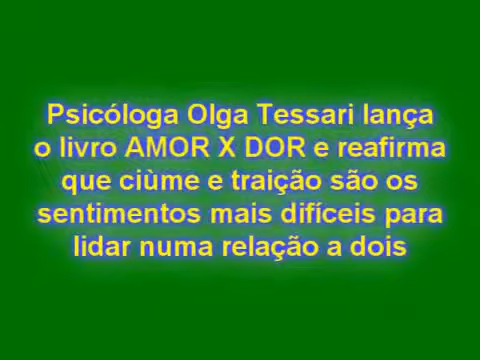 Psicóloga Olga Tessari lança
o livro AMOR X DOR e reafirma
que ciùme e traição são os
sentimentos mais difíceis para
lidar numa relação a dois